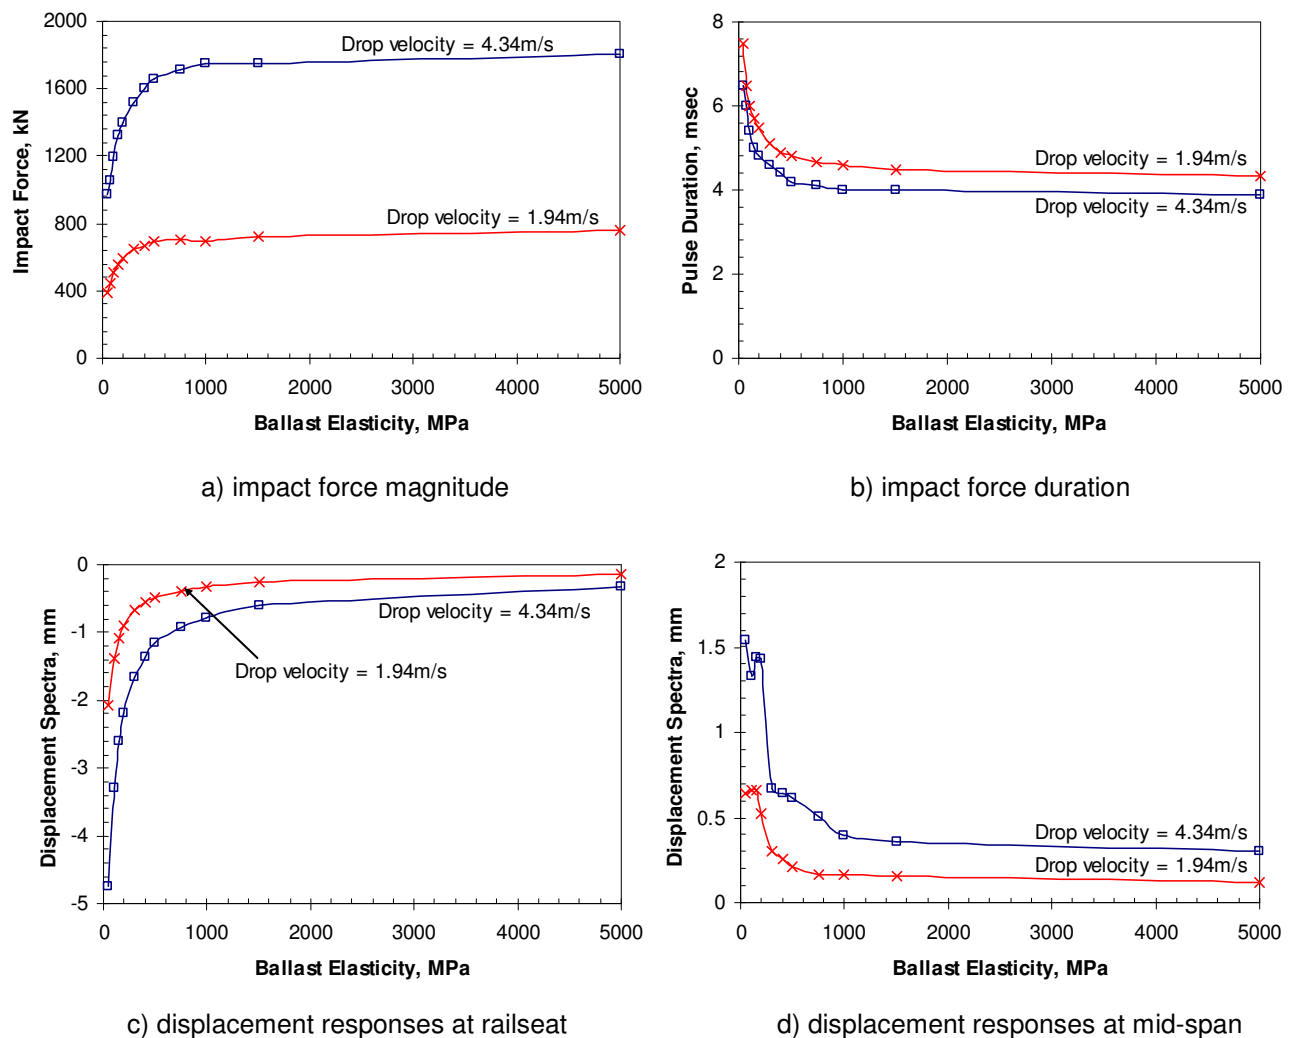 2000
1600
1200
800
400
0
Impact Force, kN
Drop velocity = 4.34m/s
Drop velocity = 1.94m/s
0 1000 2000 3000 4000 5000
Ballast Elasticity, MPa
a) impact force magnitude
8
6
4
2
0
Pulse Duration, msec
Drop velocity = 1.94m/s
Drop velocity = 4.34m/s
0 1000 2000 3000 4000 5000
Ballast Elasticity, MPa
b) impact force duration
0
-1
-2
-3
-4
-5
Displacement Spectra, mm
Drop velocity = 4.34m/s
Drop velocity = 1.94m/s
0 1000 2000 3000 4000 5000
Ballast Elasticity, MPa
c) displacement responses at railseat
2
1.5
1
0.5
0
Displacement Spectra, mm
Drop velocity = 4.34m/s
Drop velocity = 1.94m/s
0 1000 2000 3000 4000 5000
Ballast Elasticity, MPa
d) displacement responses at mid-span